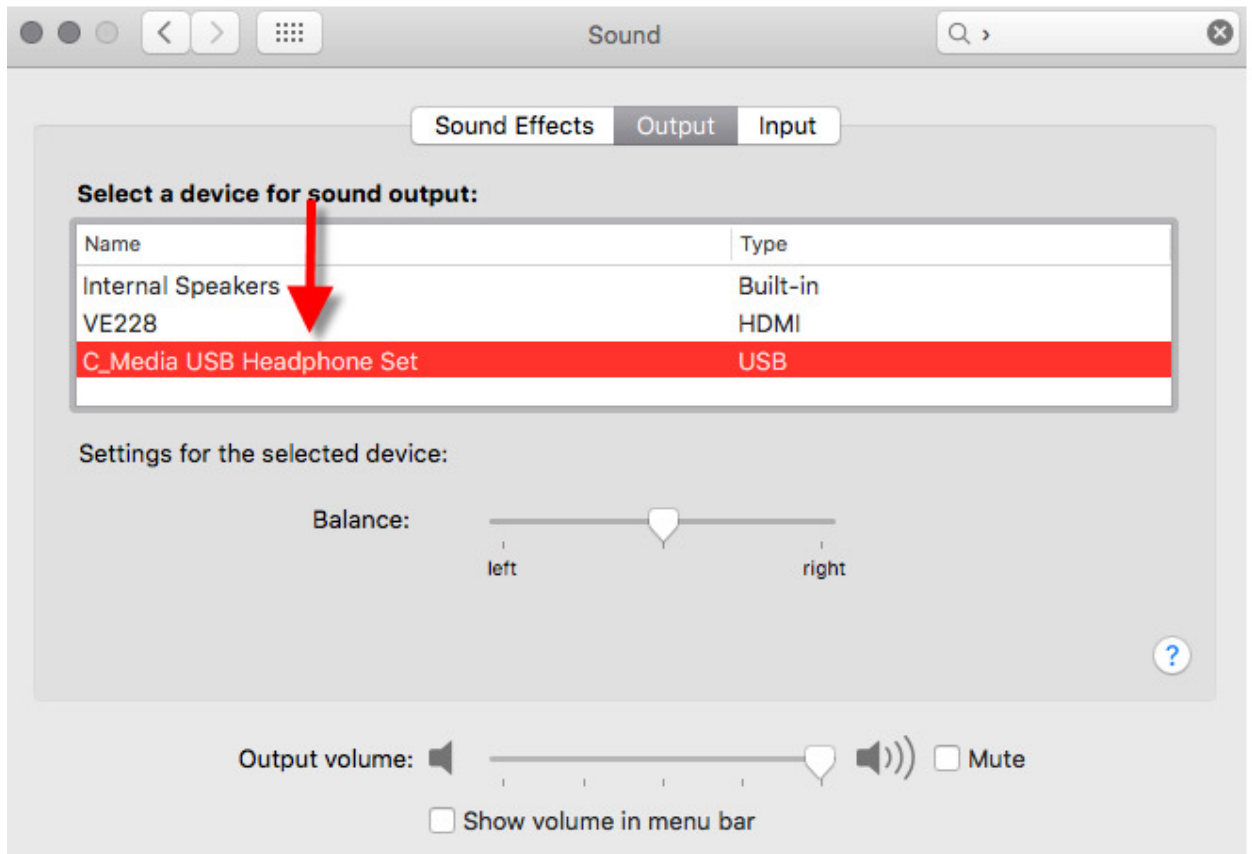 Sound
›
Sound Effects Output Input
Select a device for sound output:
Name Type
Internal Speakers Built-in
VE228 HDMI
C_Media USB Headphone Set USB
Settings for the selected device:
Balance:
left right
?
Output volume: Mute
Show volume in menu bar